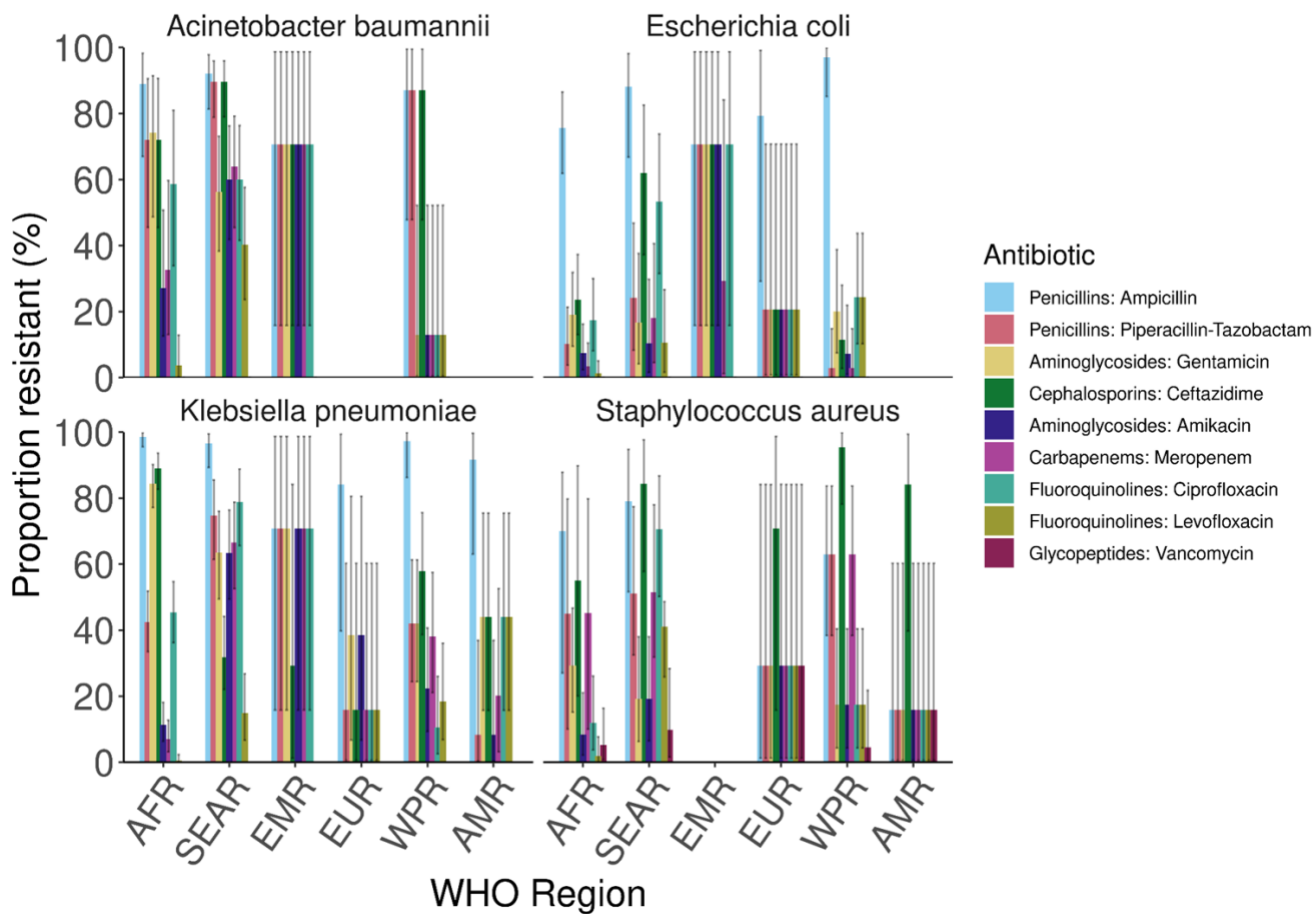 Acinetobacter baumannii
Escherichia coli
100
80
60
40
20
0
Klebsiella pneumoniae
Staphylococcus aureus
100
80
60
40
20
0
Proportion resistant (%)
AFR
SEAR
EMR
EUR
WPR
AMR
AFR
SEAR
EMR
EUR
WPR
AMR
WHO Region
Antibiotic
Penicillins: Ampicillin
Penicillins: Piperacillin-Tazobactam
Aminoglycosides: Gentamicin
Cephalosporins: Ceftazidime
Aminoglycosides: Amikacin
Carbapenems: Meropenem
Fluoroquinolines: Ciprofloxacin
Fluoroquinolines: Levofloxacin
Glycopeptides: Vancomycin